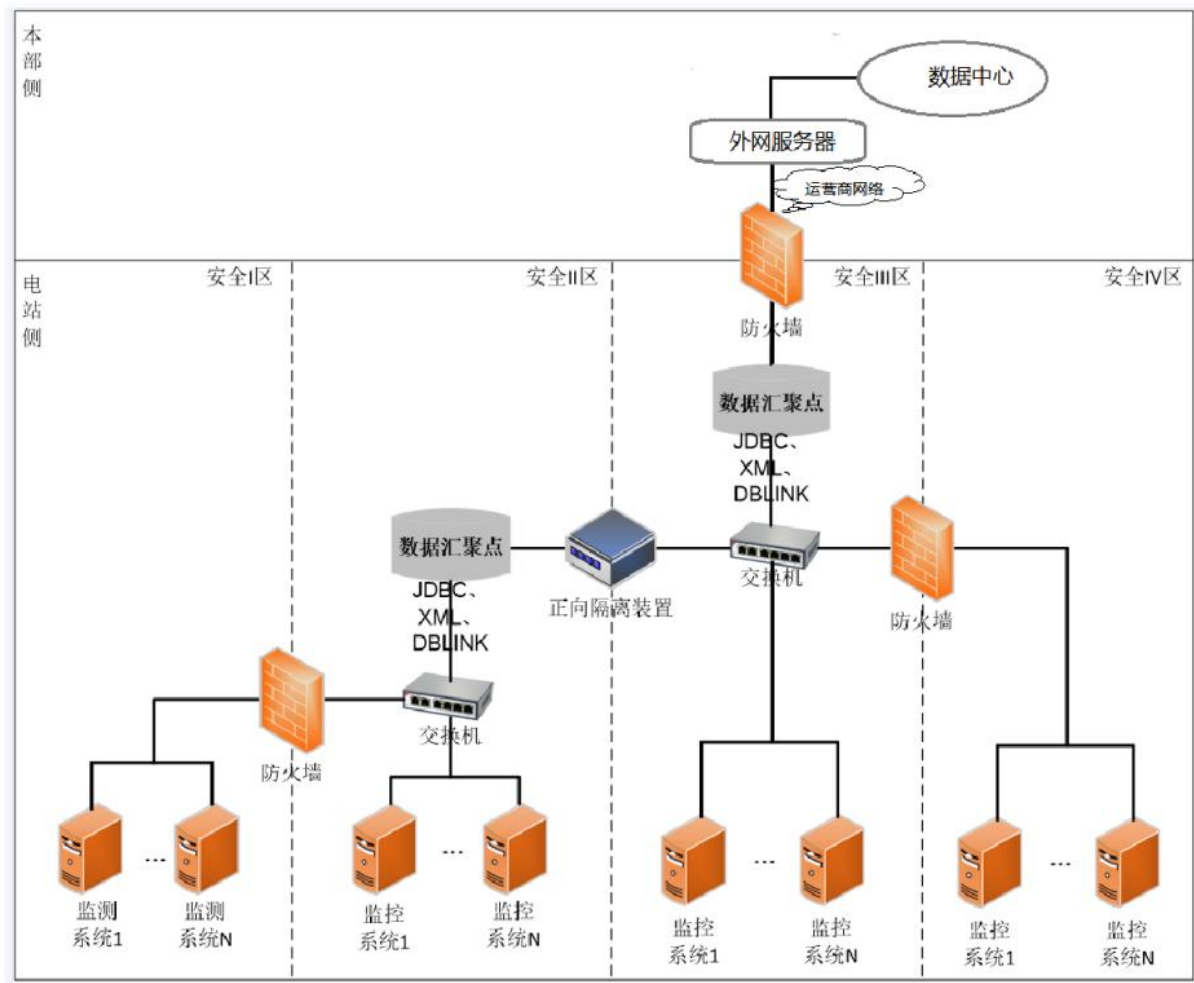 本
部
侧
数据中心
外网服务器
运营商网络
电
站
侧
安全I区
安全II区
安全III区
安全IV区
防火墙
数据汇聚点
JDBC、
XML、
DBLINK
数据汇聚点
JDBC、
XML、
DBLINK
正向隔离装置
交换机
防火墙
交换机
防火墙
监测
系统1
...
监测
系统N
监控
系统1
...
监控
系统N
监控
系统1
...
监控
系统N
监控
系统1
...
监控
系统N